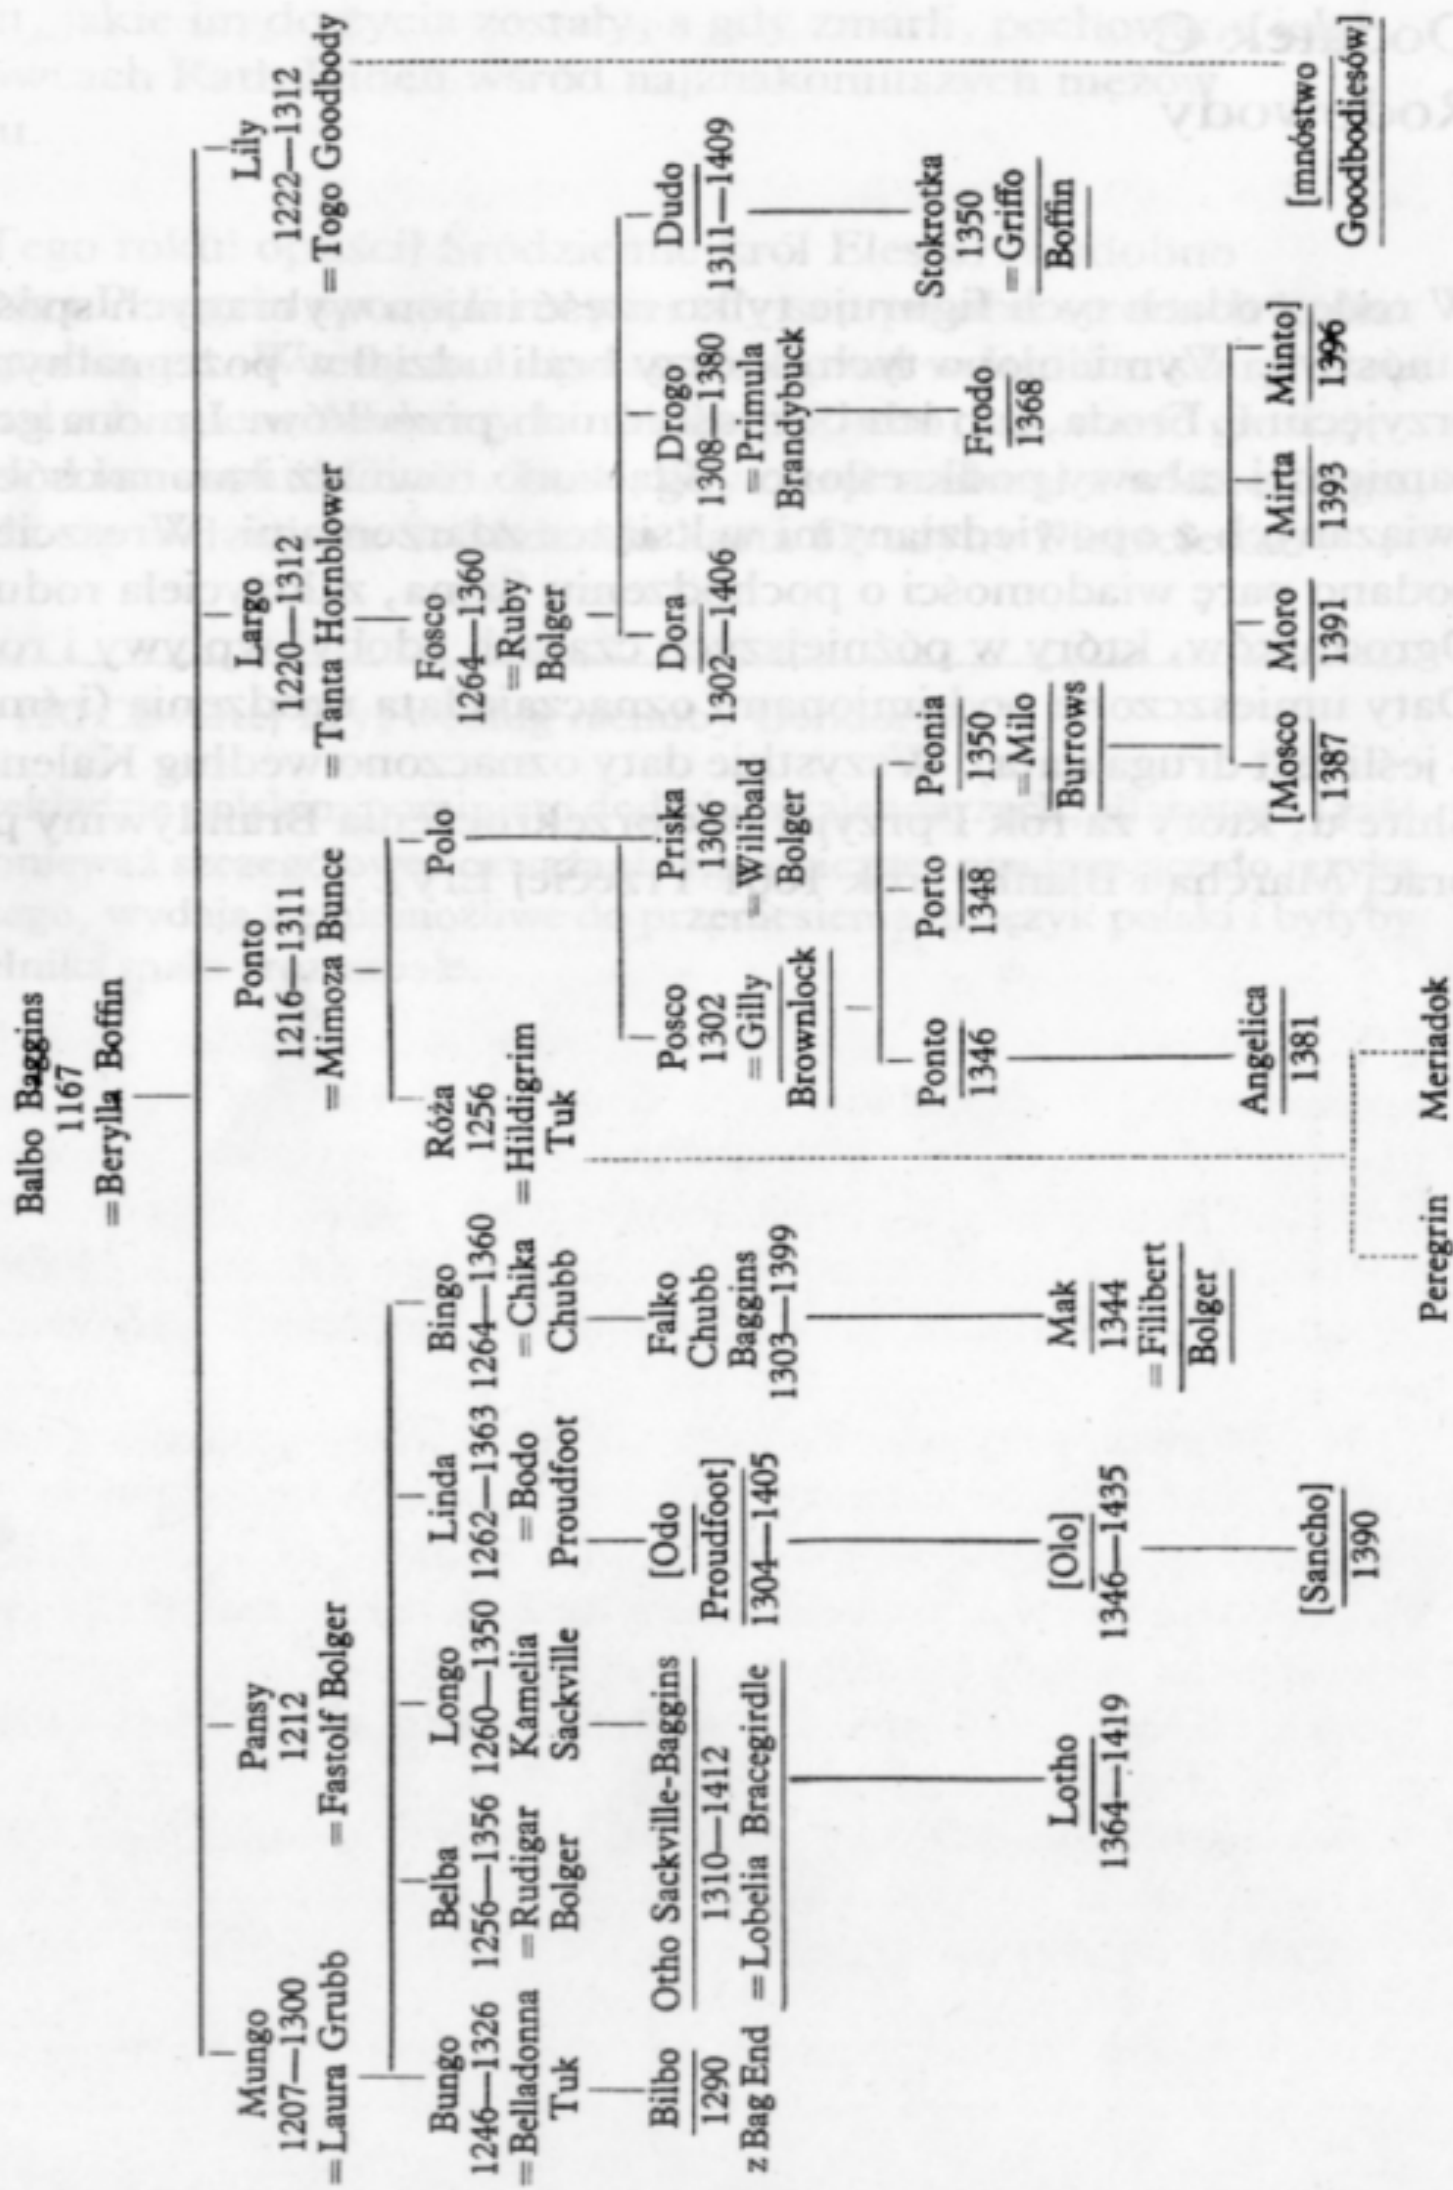 Balbo Baggins
1167
=Berylla Boffin
Mungo
1207—1300
=Laura Grubb
Pansy
1212
=Fastolf Bolger
Ponto
1216—1311
=Mimoza Bunce
Largo
1220—1312
=Tanta Hornblower
Lily
1222—1312
=Togo Goodbody
Bungo
1246—1326
=Belladonna
Tuk
Belba
1256—1356
=Rudigar
Bolger
Longo
1260—1350
Kamelia
Sackville
Linda
1262—1363
=Bodo
Proudfoot
Bingo
1264—1360
=Chika
Chubb
Róża
1256
=Hildigrim
Tuk
Polo
Fosco
1264—1360
=Ruby
Bolger
Bilbo
1290
z Bag End
Otho Sackville-Baggins
1310—1412
=Lobelia Bracegirdle
[Odo
Proudfoot]
1304—1405
Falko
Chubb
Baggins
1303—1399
Posco
1302
=Gilly
Brownlock
Priska
1306
=Wilibald
Bolger
Dora
1302—1406
Drogo
1308—1380
=Primula
Brandybuck
Dudo
1311—1409
Ponto
1346
Porto
1348
Peonia
1350
=Milo
Burrows
Frodo
1368
Stokrotka
1350
=Griffo
Boffin
Lotho
1364—1419
[Olo]
1346—1435
Mak
1344
=Filibert
Bolger
Angelica
1381
[Mosco
1387
Moro
1391
Mirta
1393
Minto]
1396
[mnóstwo
Goodbodiesów]
[Sancho]
1390
Peregrin
Meriadok